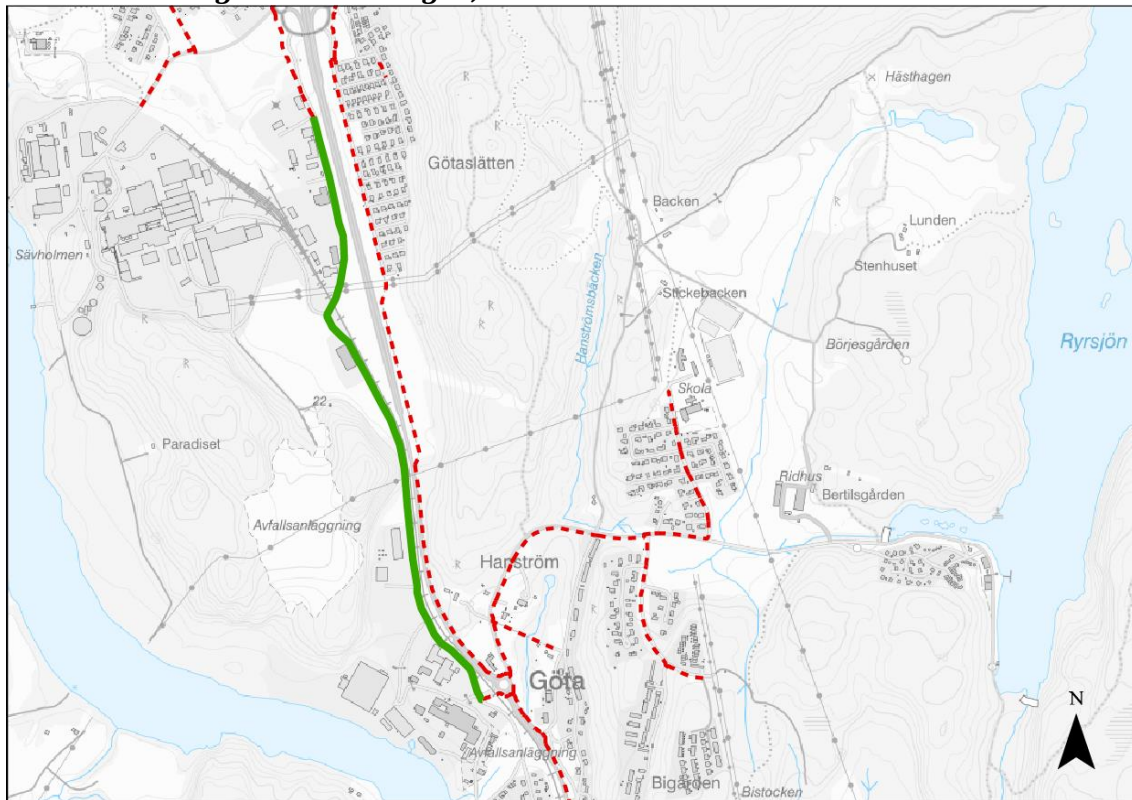 Hästhagen
Götaslätten
Backen
Lunden
Sävholmen
Stenhuset
Hanströmsbäcken
Stickebacken
Börjesgården
Ryrsjön
Skola
22.
Paradiset
Ridhus
Bertilsgården
Avfallsanläggning
Hanström
Göta
N
Avfallsanläggning
Bigården
Bistocken